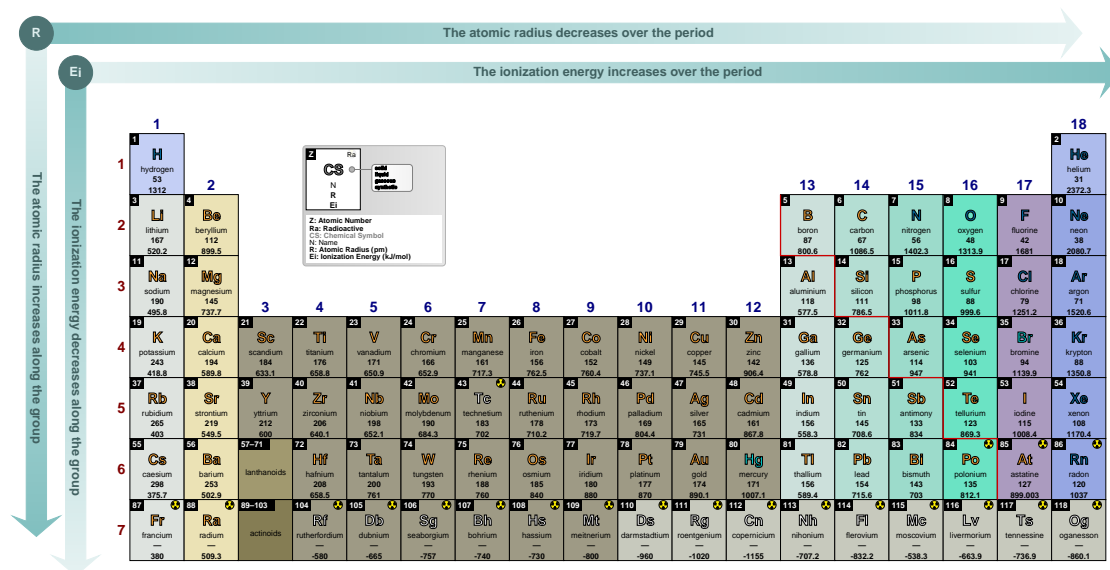 R
The atomic radius decreases over the period
Ei
The ionization energy increases over the period
The atomic radius increases along the group
The ionization energy decreases along the group
1 18
1
1 H hydrogen 53 1312
2 He helium 31 2372.3
Z Ra
CS
N
R
Ei
solid
liquid
gaseous
synthetic
Z: Atomic Number
Ra: Radioactive
CS: Chemical Symbol
N: Name
R: Atomic Radius (pm)
Ei: Ionization Energy (kJ/mol)
2 13 14 15 16 17
2
3 Li lithium 167 520.2
4 Be beryllium 112 899.5
5 B boron 87 800.6
6 C carbon 67 1086.5
7 N nitrogen 56 1402.3
8 O oxygen 48 1313.9
9 F fluorine 42 1681
10 Ne neon 38 2080.7
3
11 Na sodium 190 495.8
12 Mg magnesium 145 737.7
13 Al aluminium 118 577.5
14 Si silicon 111 786.5
15 P phosphorus 98 1011.8
16 S sulfur 88 999.6
17 Cl chlorine 79 1251.2
18 Ar argon 71 1520.6
3 4 5 6 7 8 9 10 11 12
4
19 K potassium 243 418.8
20 Ca calcium 194 589.8
21 Sc scandium 184 633.1
22 Ti titanium 176 658.8
23 V vanadium 171 650.9
24 Cr chromium 166 652.9
25 Mn manganese 161 717.3
26 Fe iron 156 762.5
27 Co cobalt 152 760.4
28 Ni nickel 149 737.1
29 Cu copper 145 745.5
30 Zn zinc 142 906.4
31 Ga gallium 136 578.8
32 Ge germanium 125 762
33 As arsenic 114 947
34 Se selenium 103 941
35 Br bromine 94 1139.9
36 Kr krypton 88 1350.8
5
37 Rb rubidium 265 403
38 Sr strontium 219 549.5
39 Y yttrium 212 600
40 Zr zirconium 206 640.1
41 Nb niobium 198 652.1
42 Mo molybdenum 190 684.3
43 Tc technetium 183 702
44 Ru ruthenium 178 710.2
45 Rh rhodium 173 719.7
46 Pd palladium 169 804.4
47 Ag silver 165 731
48 Cd cadmium 161 867.8
49 In indium 156 558.3
50 Sn tin 145 708.6
51 Sb antimony 133 834
52 Te tellurium 123 869.3
53 I iodine 115 1008.4
54 Xe xenon 108 1170.4
6
55 Cs caesium 298 375.7
56 Ba barium 253 502.9
57–71 lanthanoids
72 Hf hafnium 208 658.5
73 Ta tantalum 200 761
74 W tungsten 193 770
75 Re rhenium 188 760
76 Os osmium 185 840
77 Ir iridium 180 880
78 Pt platinum 177 870
79 Au gold 174 890.1
80 Hg mercury 171 1007.1
81 Tl thallium 156 589.4
82 Pb lead 154 715.6
83 Bi bismuth 143 703
84 Po polonium 135 812.1
85 At astatine 127 899.003
86 Rn radon 120 1037
7
87 Fr francium — 380
88 Ra radium — 509.3
89–103 actinoids
104 Rf rutherfordium — -580
105 Db dubnium — -665
106 Sg seaborgium — -757
107 Bh bohrium — -740
108 Hs hassium — -730
109 Mt meitnerium — -800
110 Ds darmstadtium — -960
111 Rg roentgenium — -1020
112 Cn copernicium — -1155
113 Nh nihonium — -707.2
114 Fl flerovium — -832.2
115 Mc moscovium — -538.3
116 Lv livermorium — -663.9
117 Ts tennessine — -736.9
118 Og oganesson — -860.1